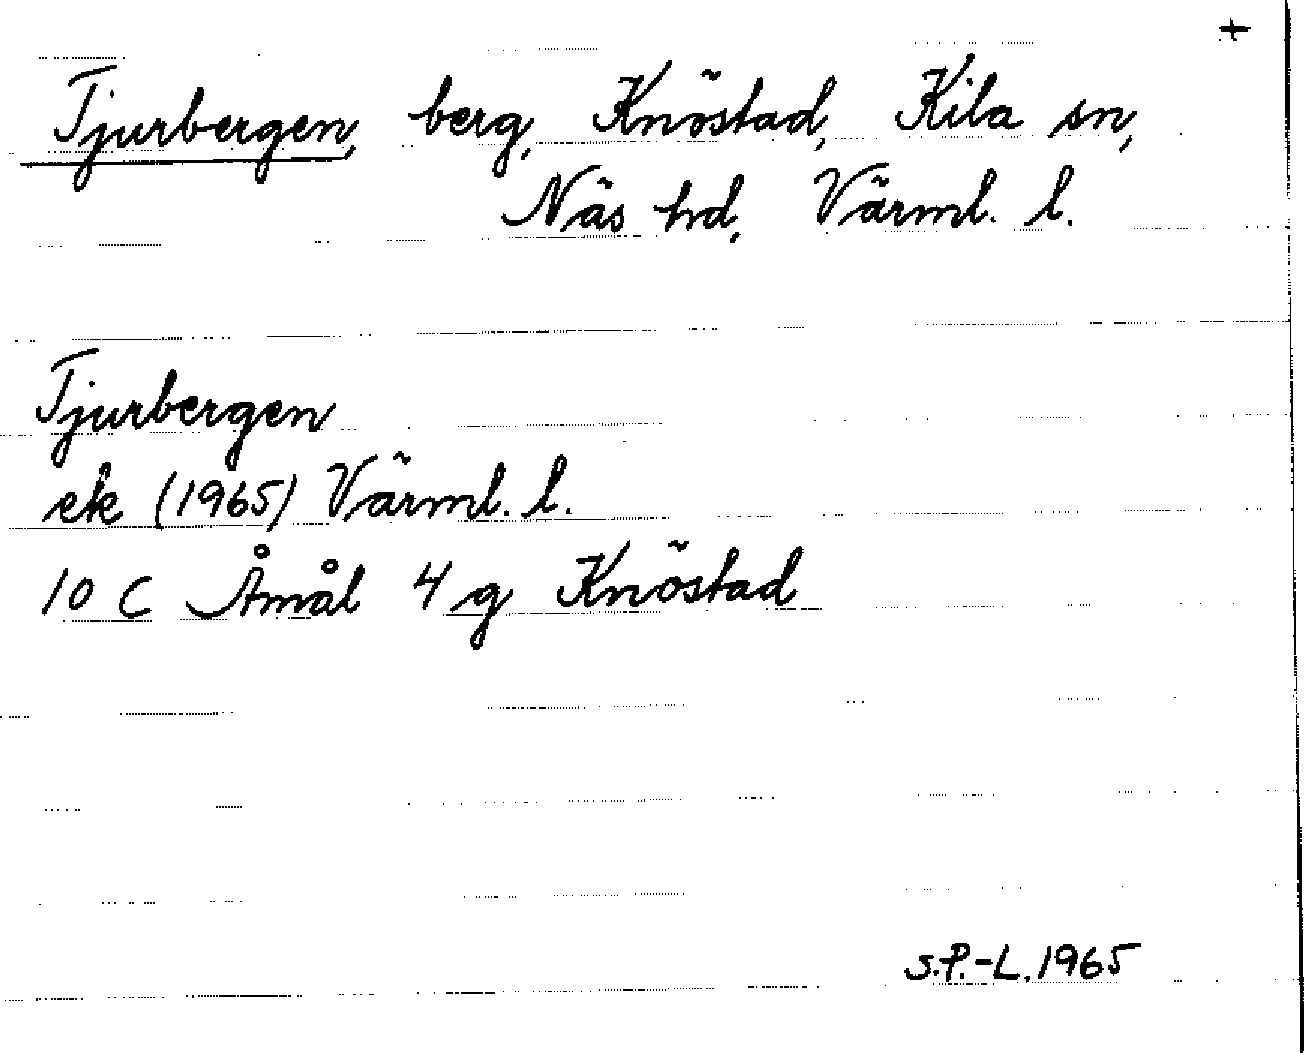 +
Tjurbergen, berg, Knöstad, Kila sn,
Näs hd, Värml. l.
Tjurbergen
ek (1965) Värml. l.
10 C Åmål 4 g Knöstad
S.P.-L. 1965